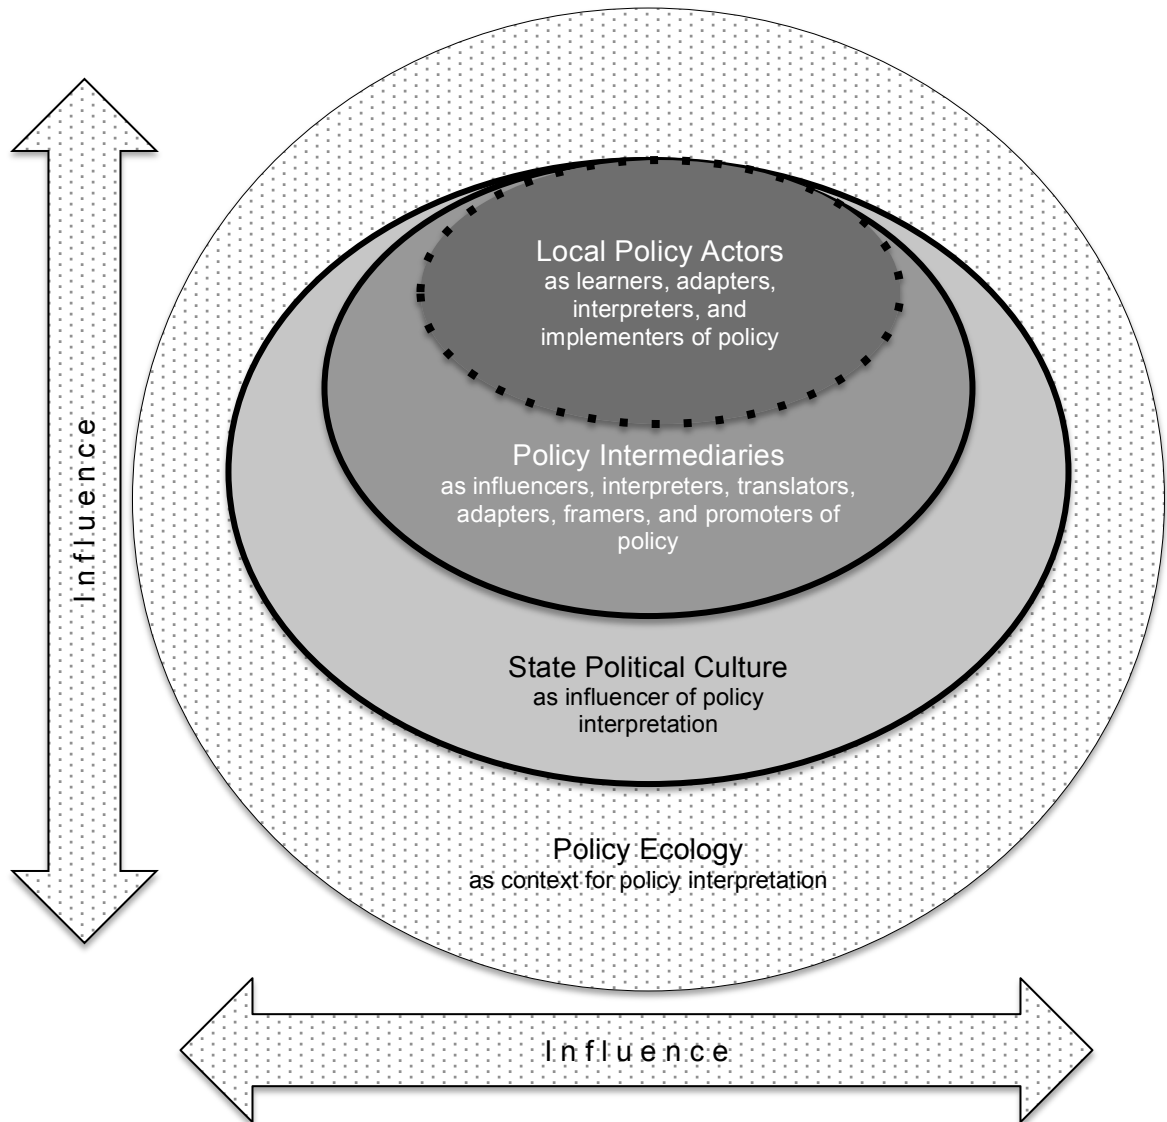 Local Policy Actors
as learners, adapters,
interpreters, and
implementers of policy
Policy Intermediaries
as influencers, interpreters, translators,
adapters, framers, and promoters of
policy
State Political Culture
as influencer of policy
interpretation
Policy Ecology
as context for policy interpretation
Influence
Influence